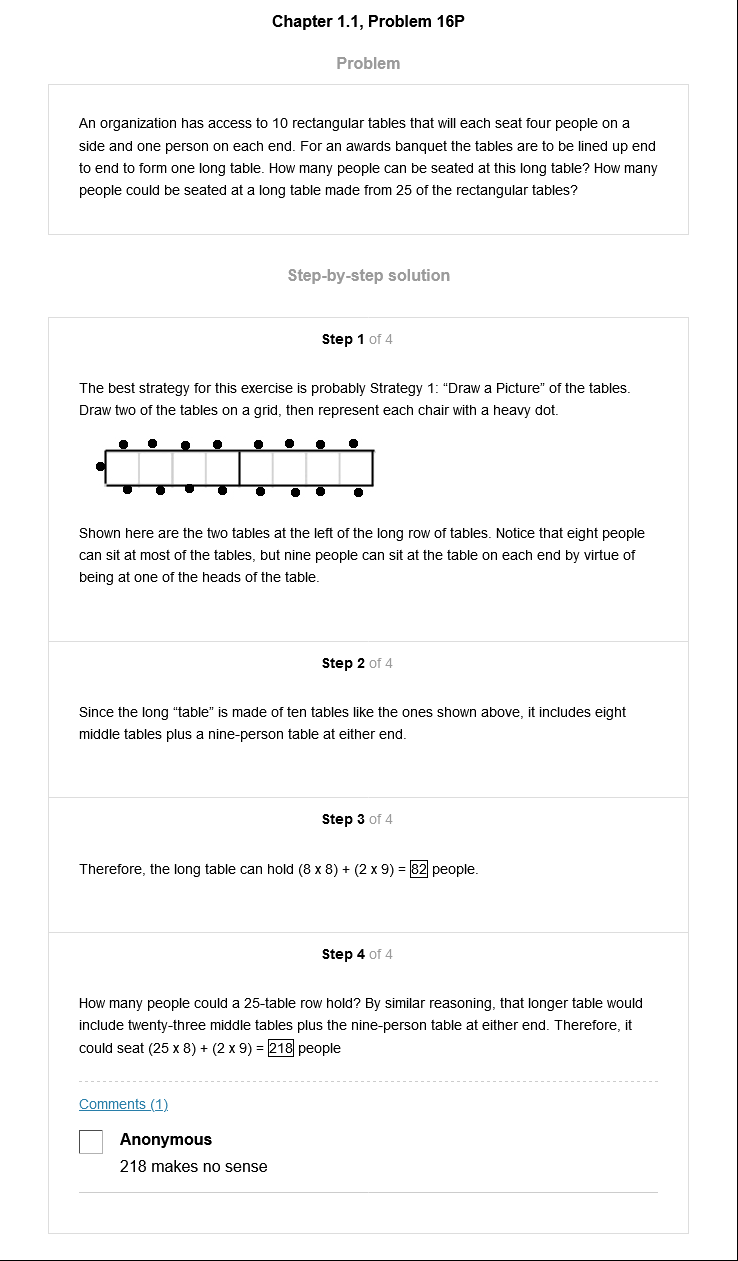 Chapter 1.1, Problem 16P
Problem
An organization has access to 10 rectangular tables that will each seat four people on a
side and one person on each end. For an awards banquet the tables are to be lined up end
to end to form one long table. How many people can be seated at this long table? How many
people could be seated at a long table made from 25 of the rectangular tables?
Step-by-step solution
Step 1 of 4
The best strategy for this exercise is probably Strategy 1: “Draw a Picture” of the tables.
Draw two of the tables on a grid, then represent each chair with a heavy dot.
Shown here are the two tables at the left of the long row of tables. Notice that eight people
can sit at most of the tables, but nine people can sit at the table on each end by virtue of
being at one of the heads of the table.
Step 2 of 4
Since the long “table” is made of ten tables like the ones shown above, it includes eight
middle tables plus a nine-person table at either end.
Step 3 of 4
Therefore, the long table can hold (8 x 8) + (2 x 9) = 82 people.
Step 4 of 4
How many people could a 25-table row hold? By similar reasoning, that longer table would
include twenty-three middle tables plus the nine-person table at either end. Therefore, it
could seat (25 x 8) + (2 x 9) = 218 people
Comments (1)
Anonymous
218 makes no sense